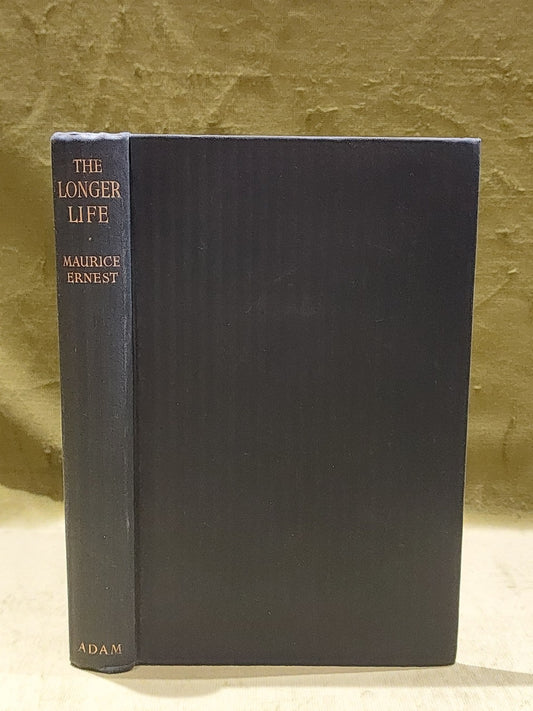 THE
LONGER
LIFE
MAURICE
ERNEST
ADAM